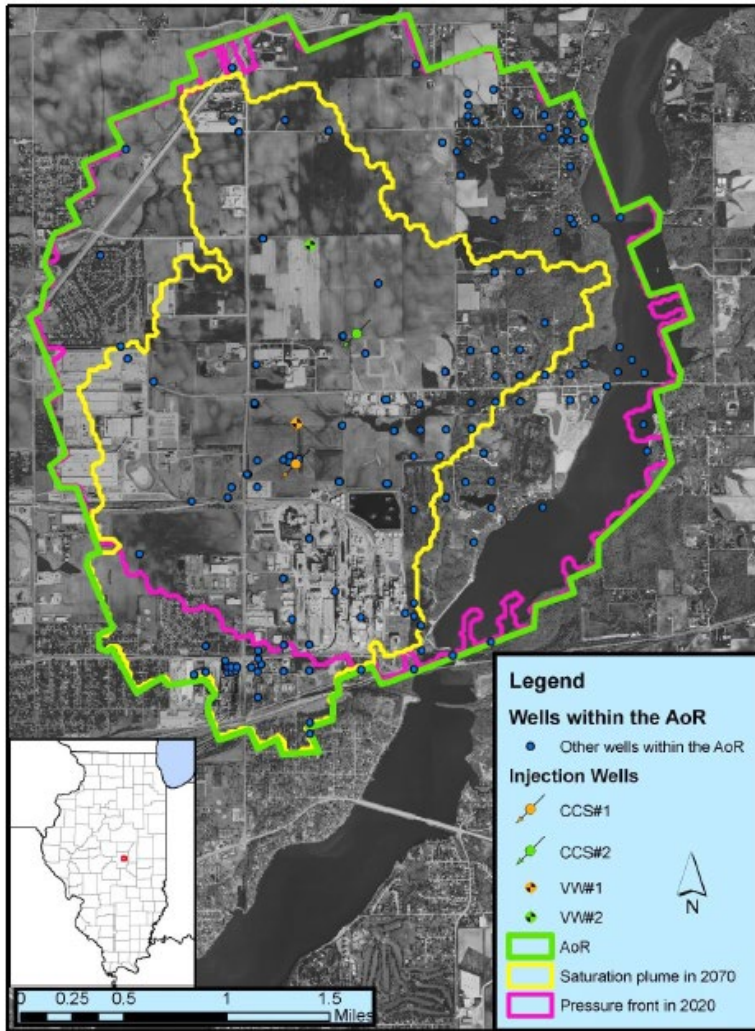 Legend
Wells within the AoR
Other wells within the AoR
Injection Wells
CCS#1
CCS#2
VW#1
VW#2
N
AoR
Saturation plume in 2070
Pressure front in 2020
0 0.25 0.5 1 1.5
Miles